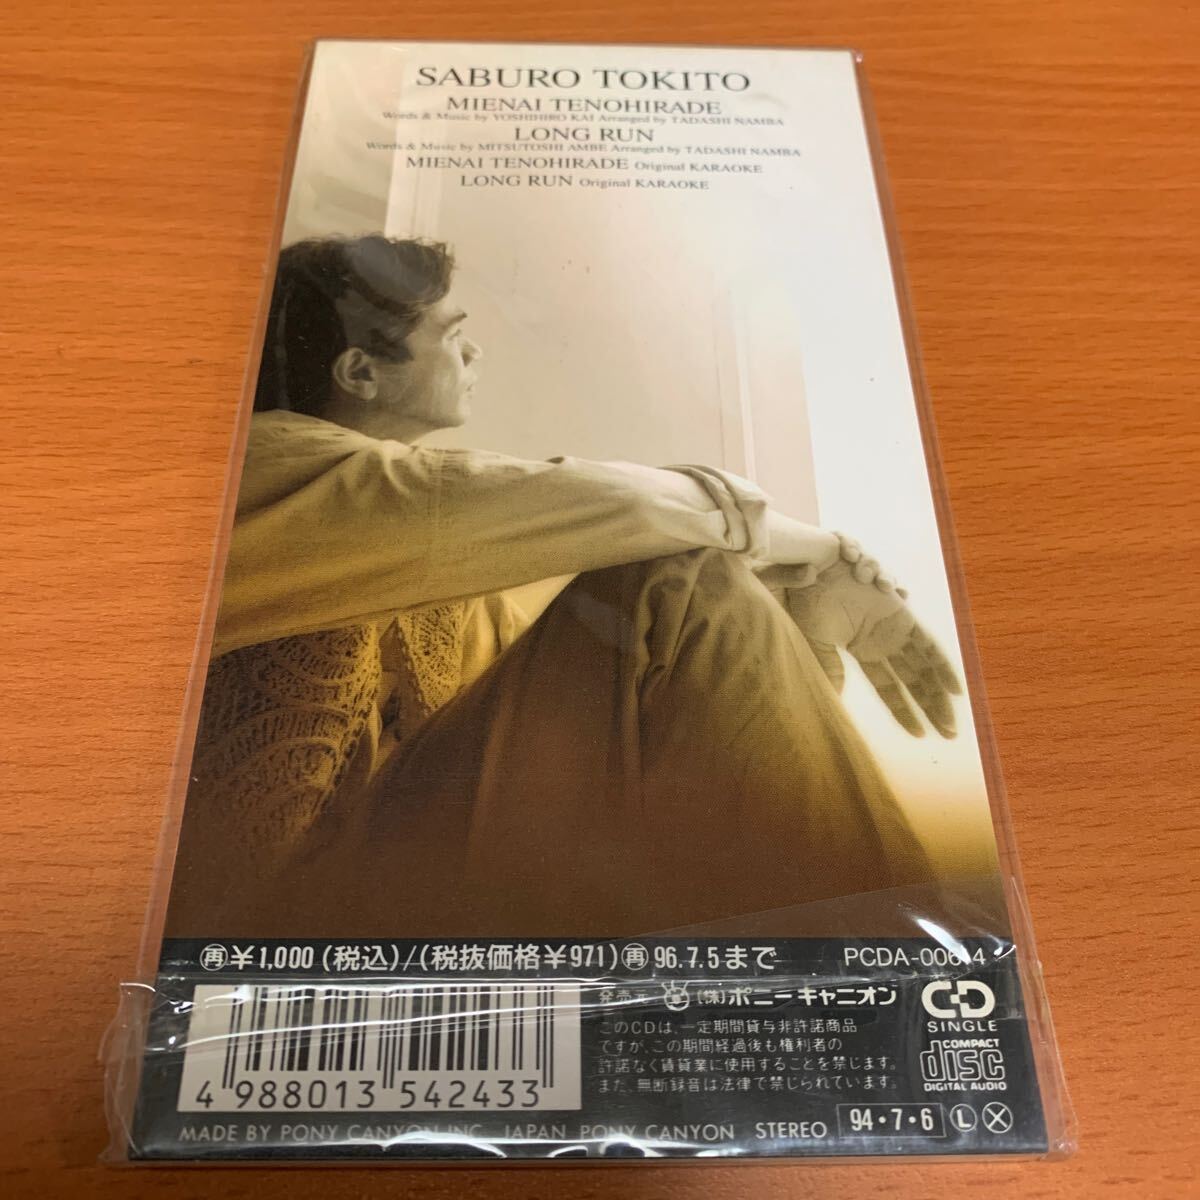 SABURO TOKITO
MIENAI TENOHIRADE
Words & Music by YOSHIHIRO KAI Arranged by TADASHI NAMBA
LONG RUN
Words & Music by MITSUTOSHI AMBE Arranged by TADASHI NAMBA
MIENAI TENOHIRADE Original KARAOKE
LONG RUN Original KARAOKE
再¥1,000(税込)/(税抜価格¥971)再96.7.5まで
4 988013 542433
発売元 (株)ポニーキャニオン
このCDは、一定期間貸与非許諾商品
ですが、この期間経過後も権利者の
許諾なく賃貸業に使用することを禁じます。
また、無断録音は法律で禁じられています。
CD
SINGLE
COMPACT
disc
DIGITAL AUDIO
MADE BY PONY CANYON INC. JAPAN PONY CANYON STEREO 94・7・6 L X